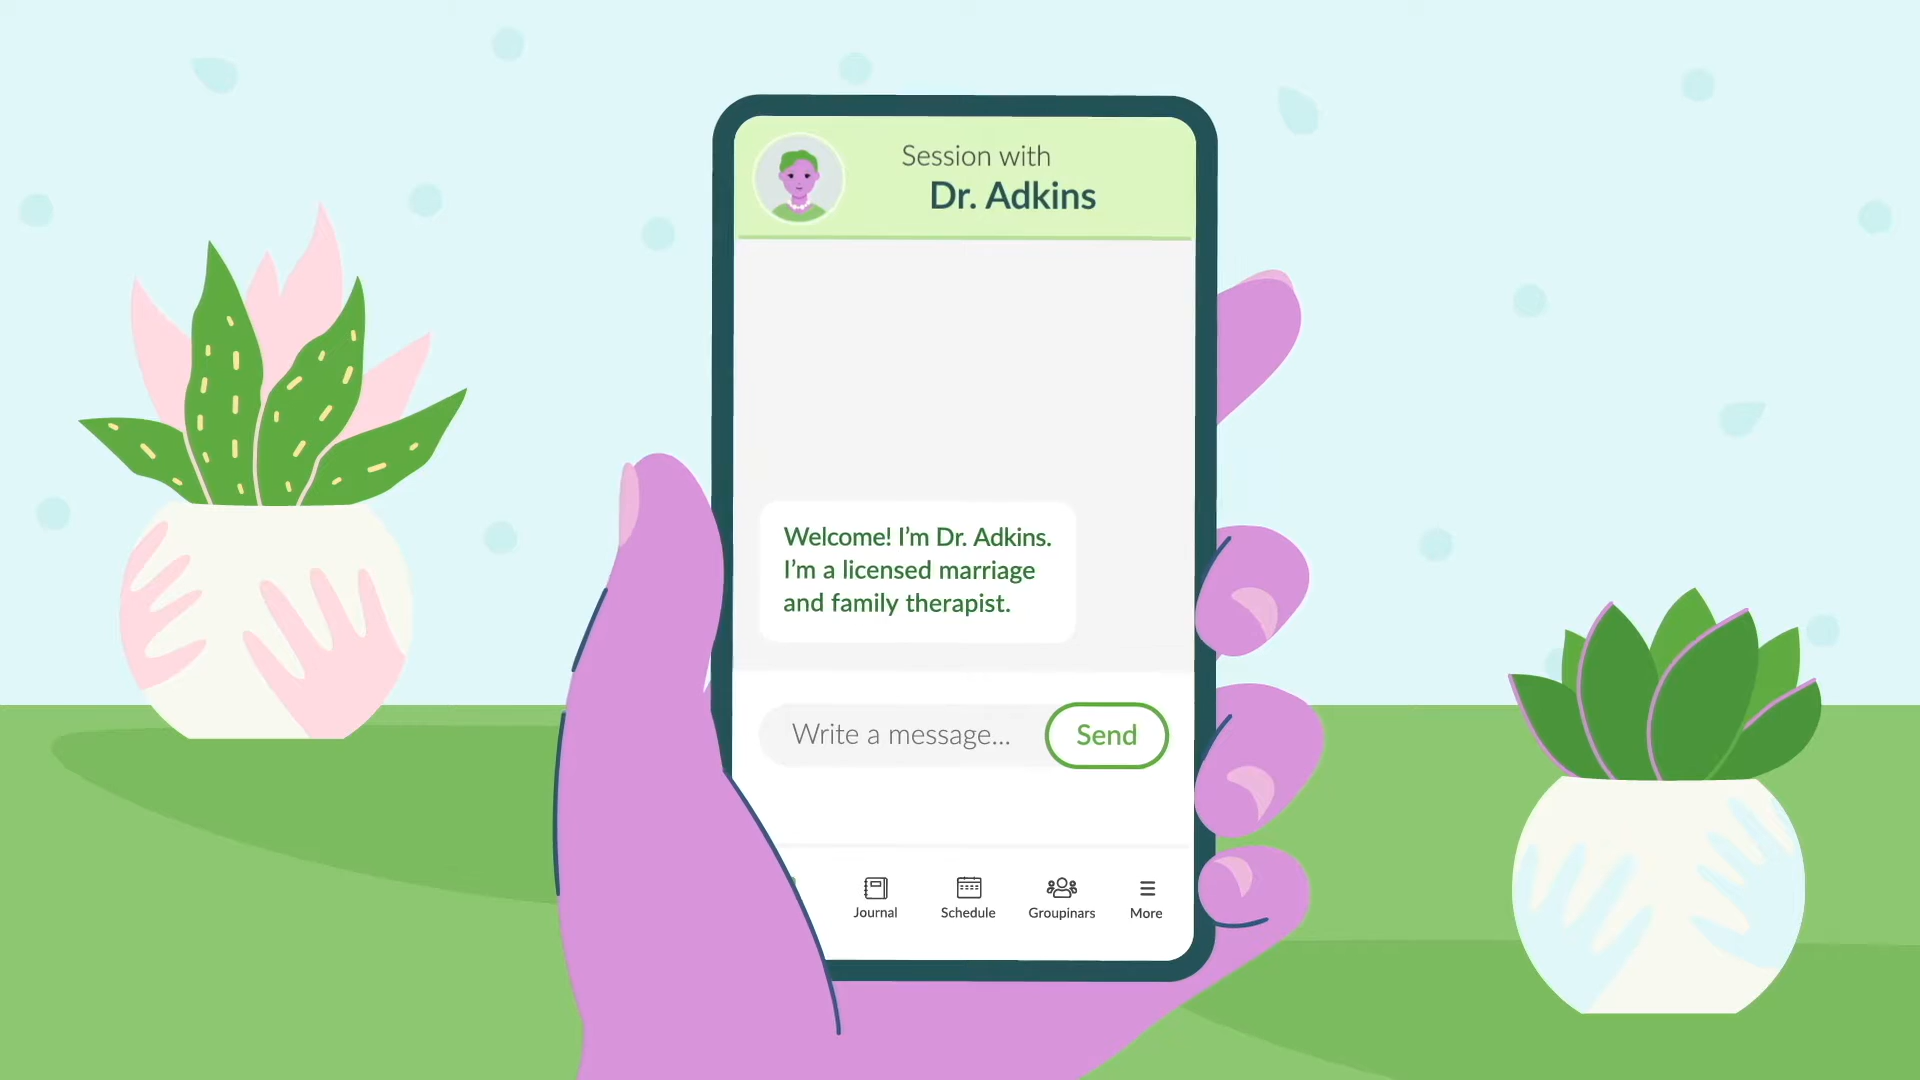 Session with
Dr. Adkins
Welcome! I’m Dr. Adkins.
I’m a licensed marriage
and family therapist.
Write a message...
Send
Journal
Schedule
Groupinars
More